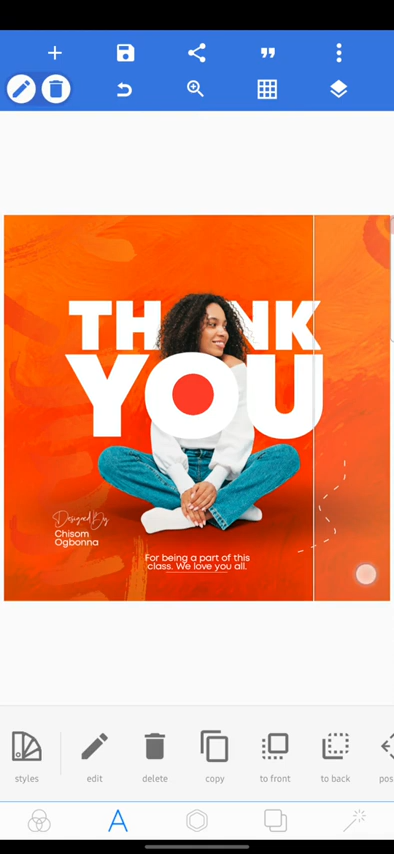 THANK
YOU
Designed By
Chisom
Ogbonna
For being a part of this
class. We love you all.
styles
edit
delete
copy
to front
to back
pos